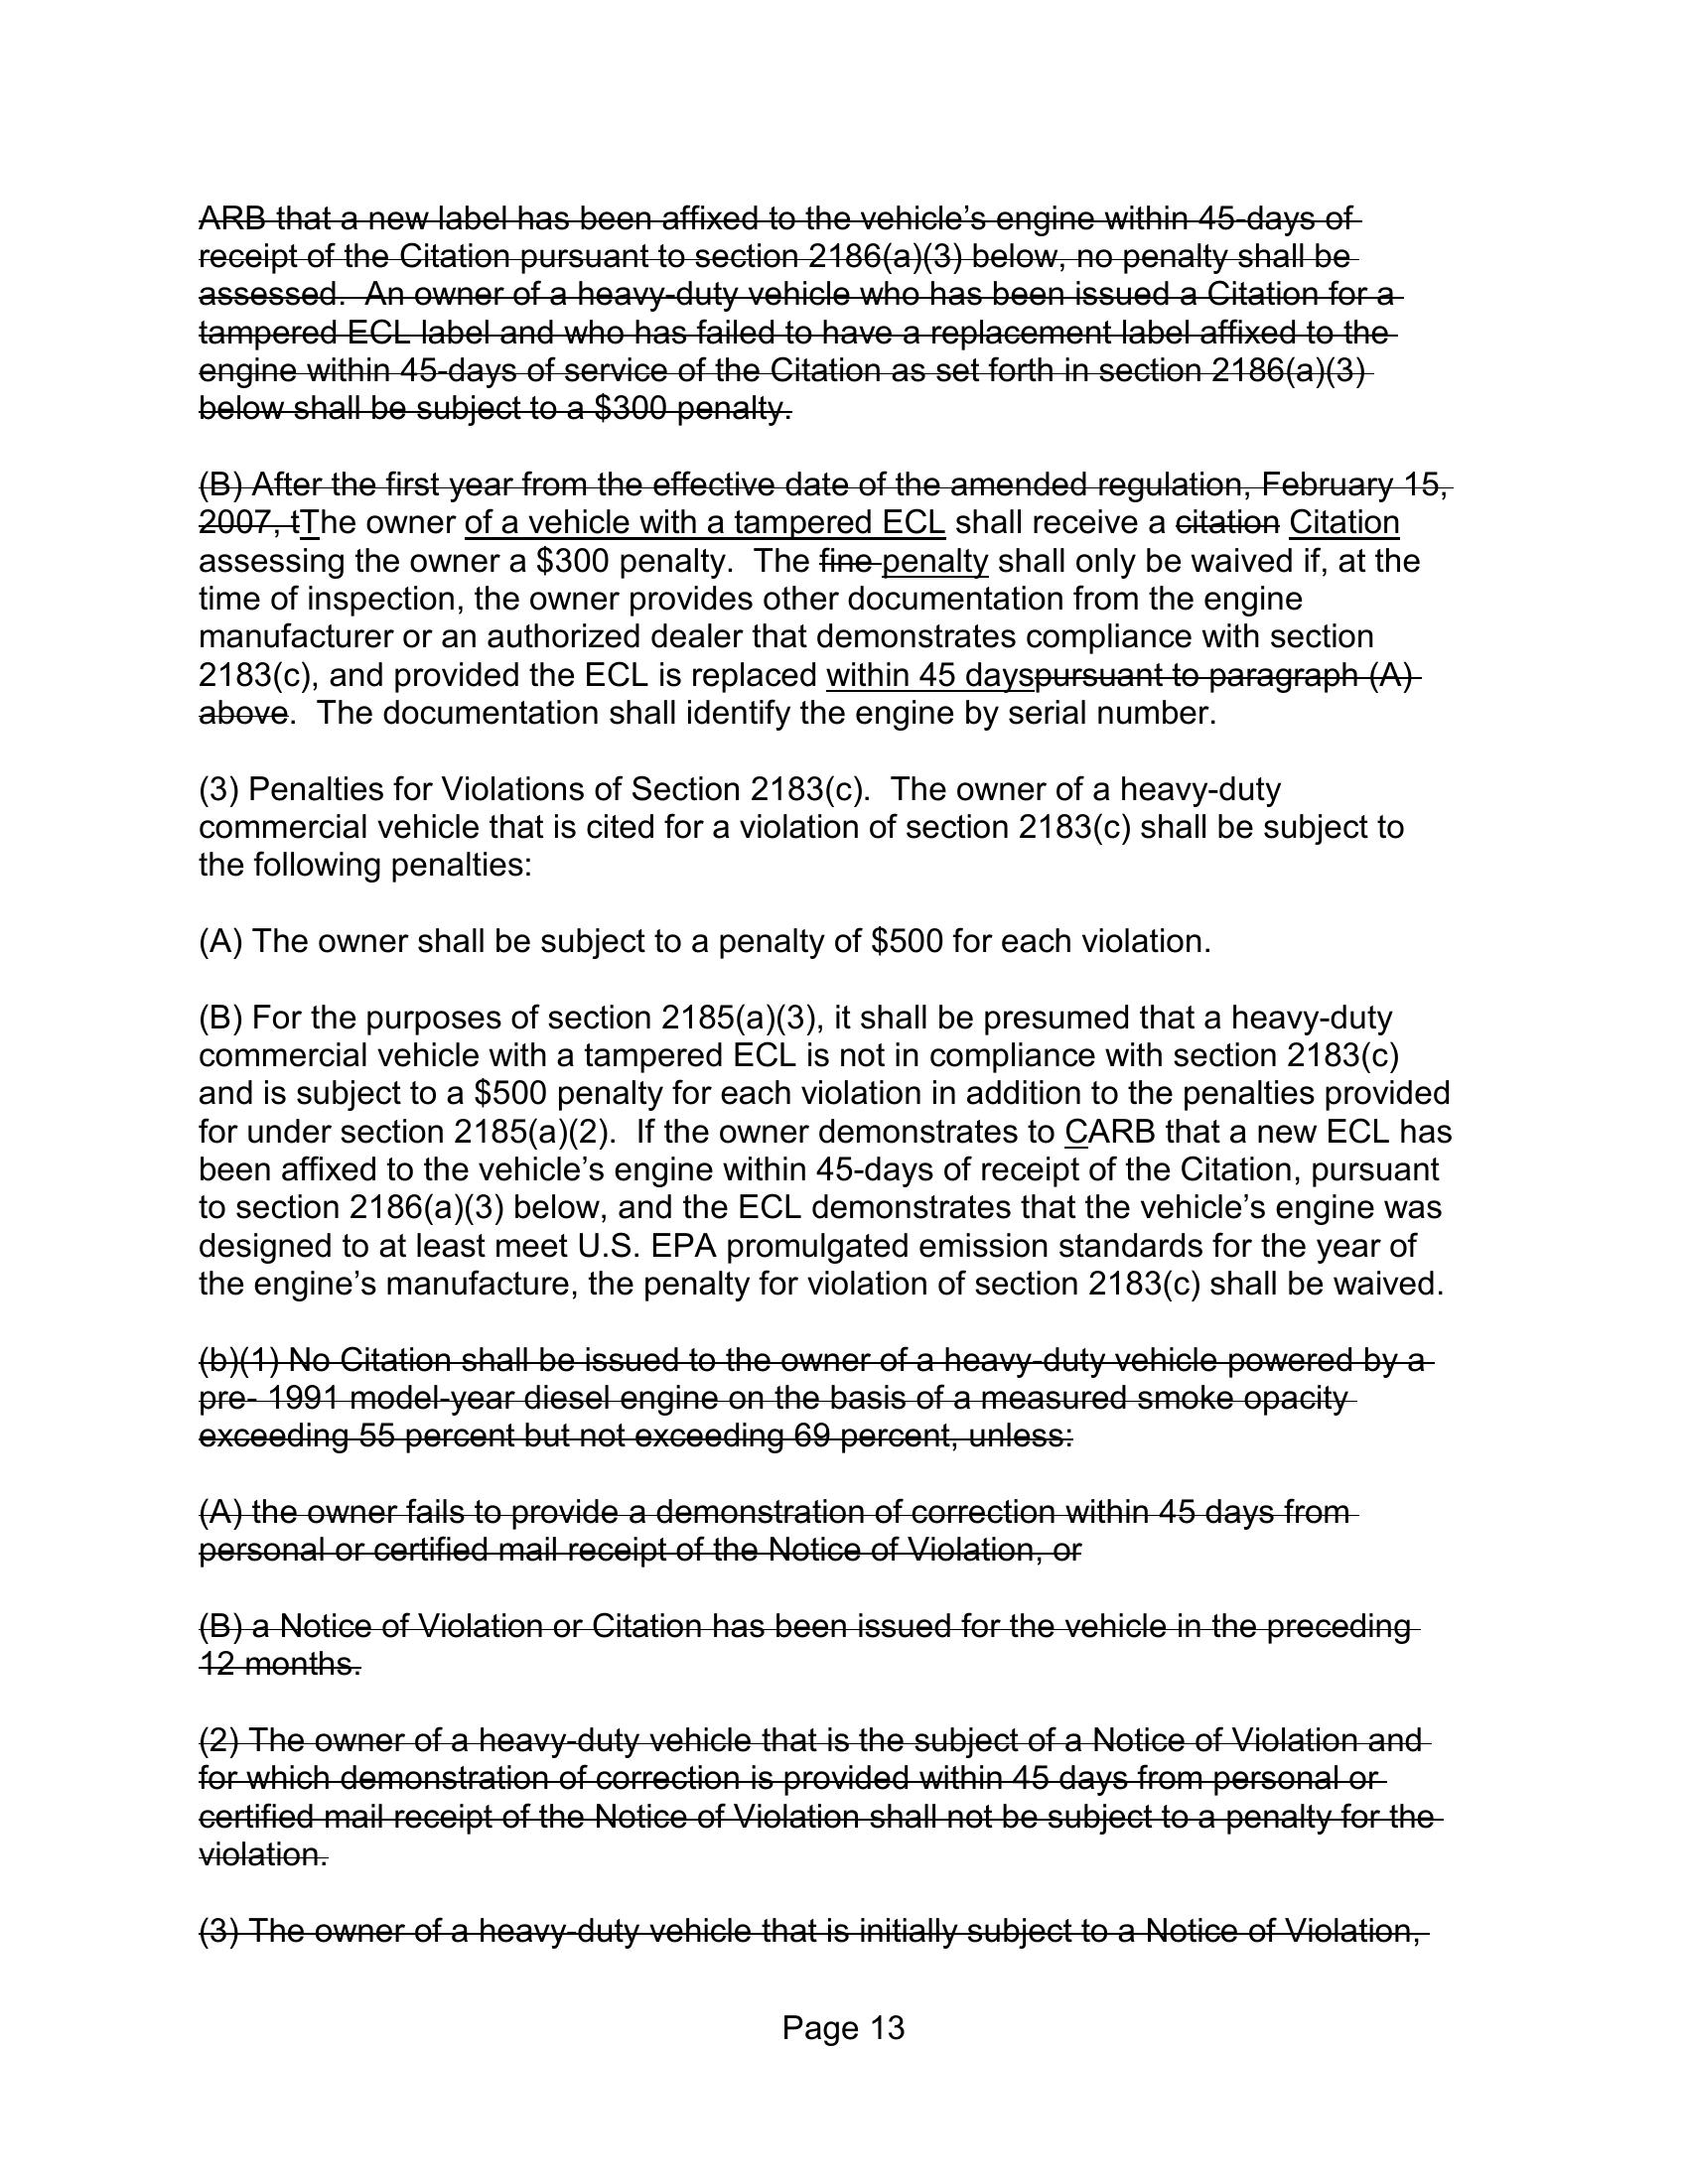 ARB that a new label has been affixed to the vehicle’s engine within 45-days of
receipt of the Citation pursuant to section 2186(a)(3) below, no penalty shall be
assessed.  An owner of a heavy-duty vehicle who has been issued a Citation for a
tampered ECL label and who has failed to have a replacement label affixed to the
engine within 45-days of service of the Citation as set forth in section 2186(a)(3)
below shall be subject to a $300 penalty.

(B) After the first year from the effective date of the amended regulation, February 15,
2007, tThe owner of a vehicle with a tampered ECL shall receive a citation Citation
assessing the owner a $300 penalty.  The fine penalty shall only be waived if, at the
time of inspection, the owner provides other documentation from the engine
manufacturer or an authorized dealer that demonstrates compliance with section
2183(c), and provided the ECL is replaced within 45 dayspursuant to paragraph (A)
above.  The documentation shall identify the engine by serial number.

(3) Penalties for Violations of Section 2183(c).  The owner of a heavy-duty
commercial vehicle that is cited for a violation of section 2183(c) shall be subject to
the following penalties:

(A) The owner shall be subject to a penalty of $500 for each violation.

(B) For the purposes of section 2185(a)(3), it shall be presumed that a heavy-duty
commercial vehicle with a tampered ECL is not in compliance with section 2183(c)
and is subject to a $500 penalty for each violation in addition to the penalties provided
for under section 2185(a)(2).  If the owner demonstrates to CARB that a new ECL has
been affixed to the vehicle’s engine within 45-days of receipt of the Citation, pursuant
to section 2186(a)(3) below, and the ECL demonstrates that the vehicle’s engine was
designed to at least meet U.S. EPA promulgated emission standards for the year of
the engine’s manufacture, the penalty for violation of section 2183(c) shall be waived.

(b)(1) No Citation shall be issued to the owner of a heavy-duty vehicle powered by a
pre- 1991 model-year diesel engine on the basis of a measured smoke opacity
exceeding 55 percent but not exceeding 69 percent, unless:

(A) the owner fails to provide a demonstration of correction within 45 days from
personal or certified mail receipt of the Notice of Violation, or

(B) a Notice of Violation or Citation has been issued for the vehicle in the preceding
12 months.

(2) The owner of a heavy-duty vehicle that is the subject of a Notice of Violation and
for which demonstration of correction is provided within 45 days from personal or
certified mail receipt of the Notice of Violation shall not be subject to a penalty for the
violation.

(3) The owner of a heavy-duty vehicle that is initially subject to a Notice of Violation,

Page 13